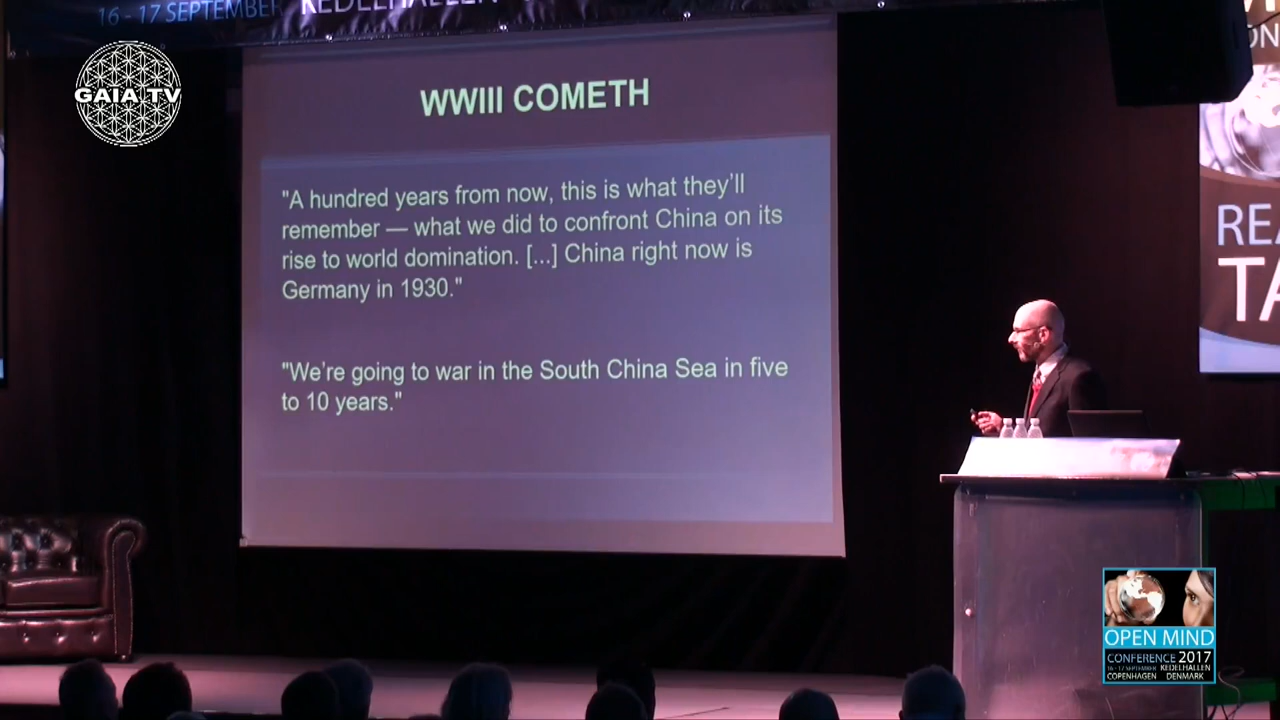 16 - 17 SEPTEMBER
GAIA TV
WWIII COMETH
"A hundred years from now, this is what they'll
remember — what we did to confront China on its
rise to world domination. [...] China right now is
Germany in 1930."
"We're going to war in the South China Sea in five
to 10 years."
OPEN MIND
CONFERENCE 2017
16 - 17 SEPTEMBER KEDELHALLEN
COPENHAGEN DENMARK